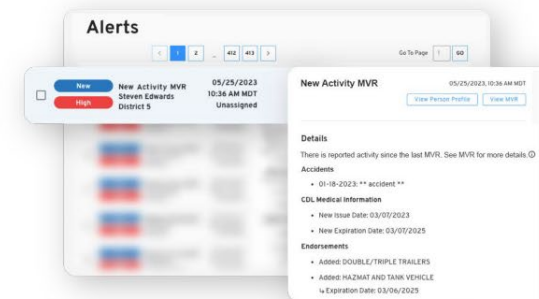 Alerts
< 1 2 ... 412 413 >
Go To Page 1 GO
New
High
New Activity MVR
Steven Edwards
District 5
05/25/2023
10:36 AM MDT
Unassigned
New Activity MVR
05/25/2023, 10:36 AM MDT
View Person Profile
View MVR
Details
There is reported activity since the last MVR. See MVR for more details.
Accidents
• 01-18-2023: ** accident **
CDL Medical Information
• New Issue Date: 03/07/2023
• New Expiration Date: 03/07/2025
Endorsements
• Added: DOUBLE/TRIPLE TRAILERS
• Added: HAZMAT AND TANK VEHICLE
↳ Expiration Date: 03/06/2025